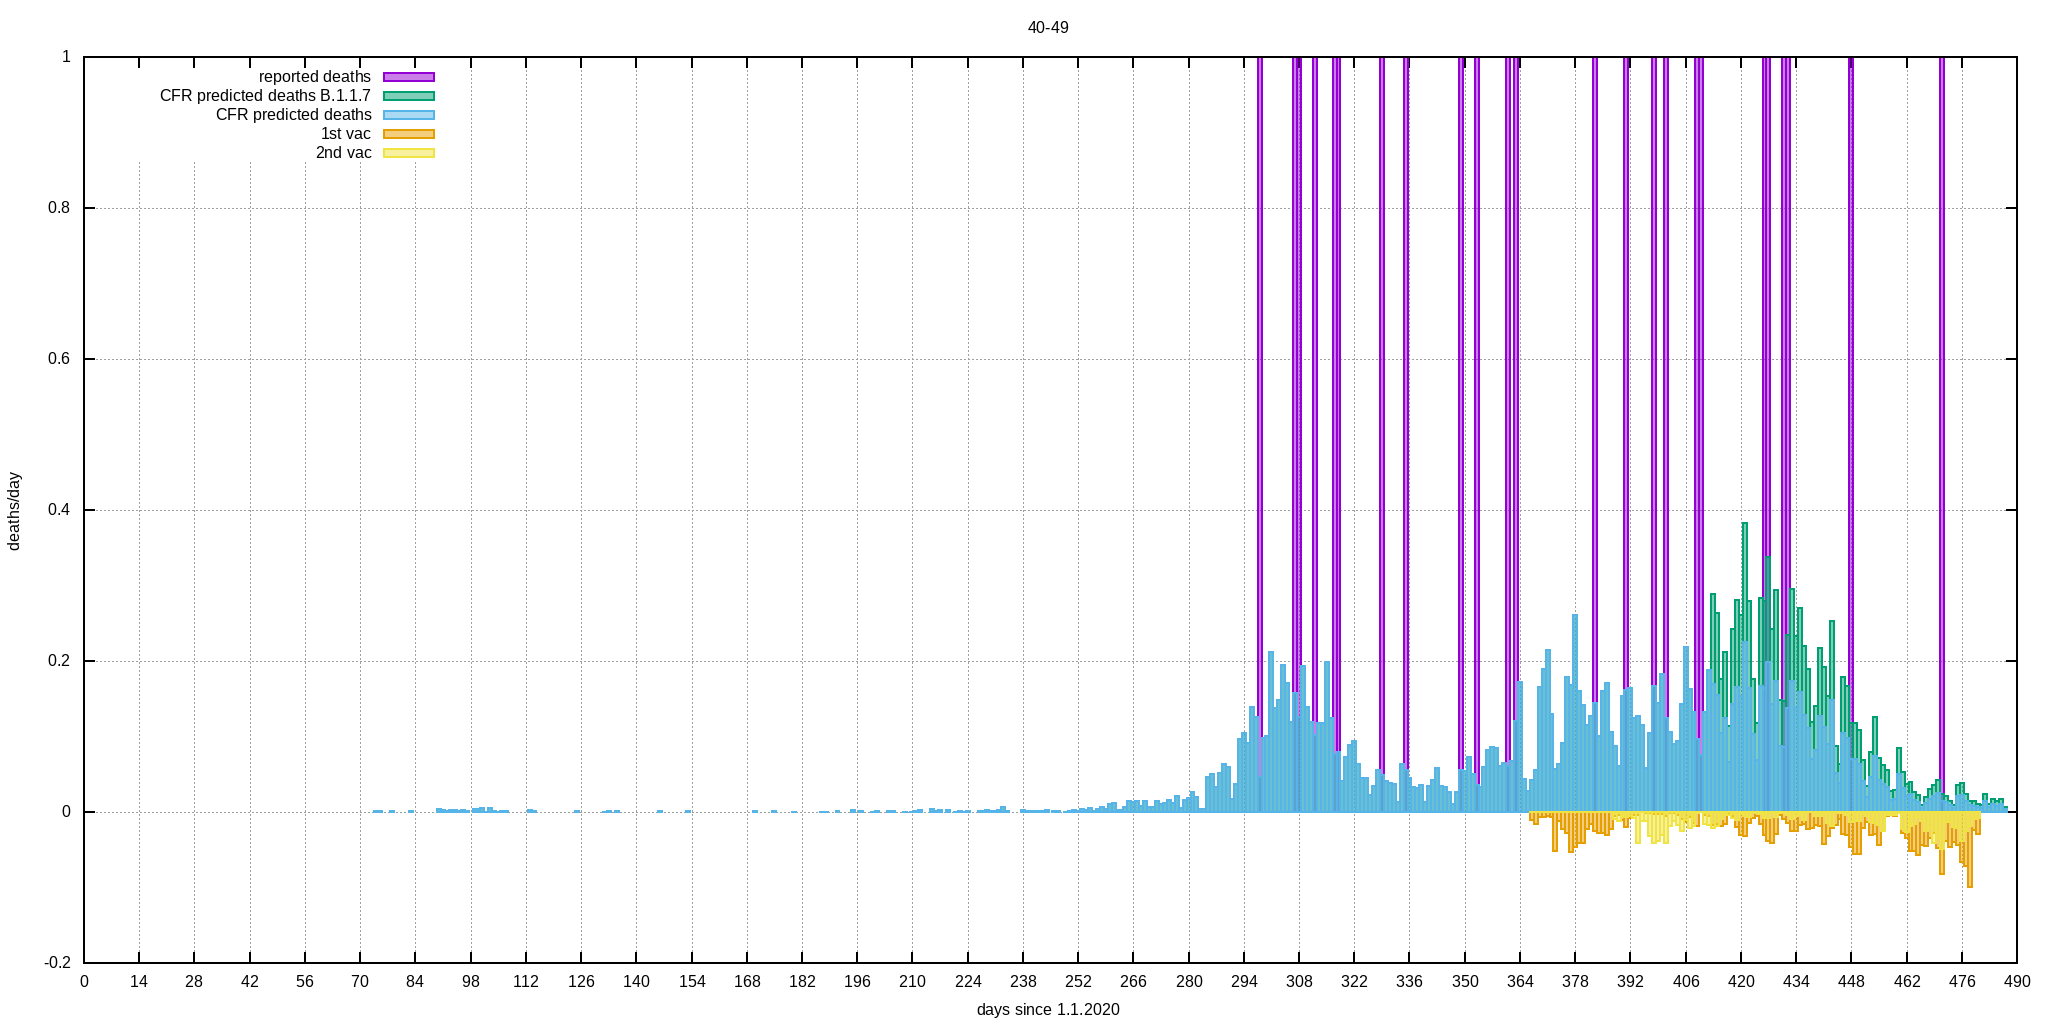 40-49
reported deaths
CFR predicted deaths B.1.1.7
CFR predicted deaths
1st vac
2nd vac
1
0.8
0.6
0.4
0.2
0
-0.2
deaths/day
0 14 28 42 56 70 84 98 112 126 140 154 168 182 196 210 224 238 252 266 280 294 308 322 336 350 364 378 392 406 420 434 448 462 476 490
days since 1.1.2020